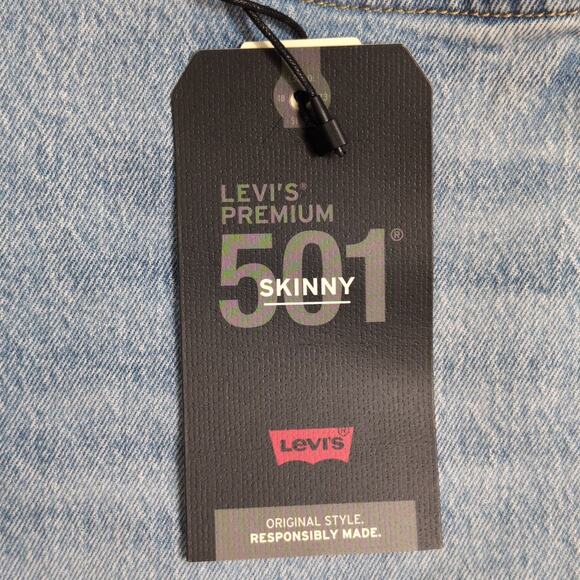 LEVI'S®
PREMIUM
501®
SKINNY
LEVI'S®
ORIGINAL STYLE.
RESPONSIBLY MADE.